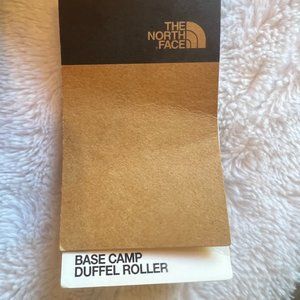 THE
NORTH
FACE
BASE CAMP
DUFFEL ROLLER